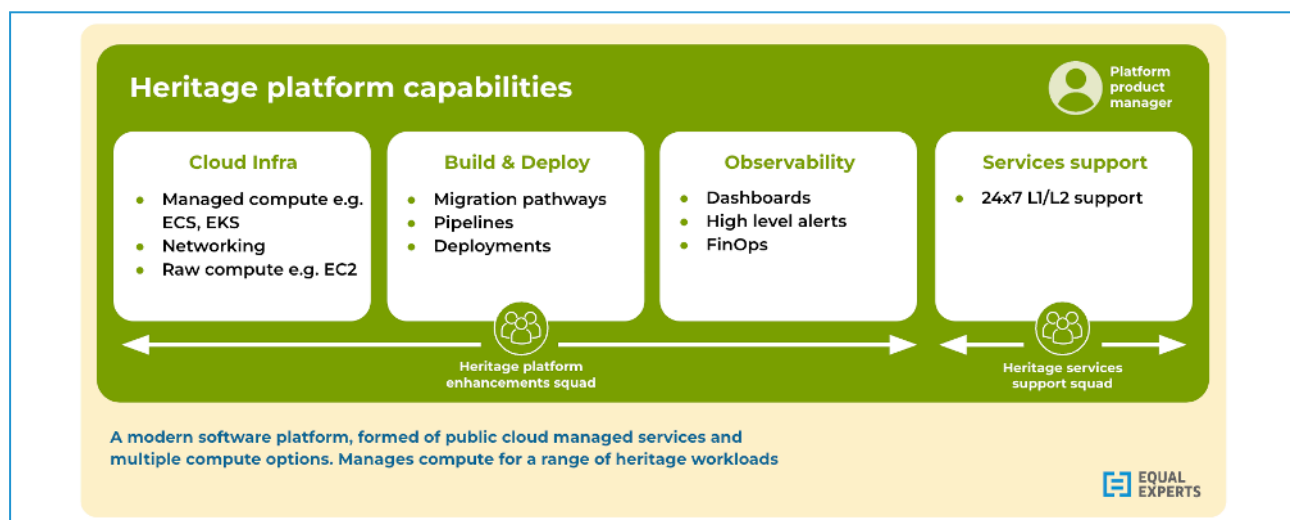 Heritage platform capabilities
Platform
product
manager
Cloud Infra
• Managed compute e.g.
ECS, EKS
• Networking
• Raw compute e.g. EC2
Build & Deploy
• Migration pathways
• Pipelines
• Deployments
Observability
• Dashboards
• High level alerts
• FinOps
Services support
• 24x7 L1/L2 support
Heritage platform
enhancements squad
Heritage services
support squad
A modern software platform, formed of public cloud managed services and
multiple compute options. Manages compute for a range of heritage workloads
EQUAL
EXPERTS